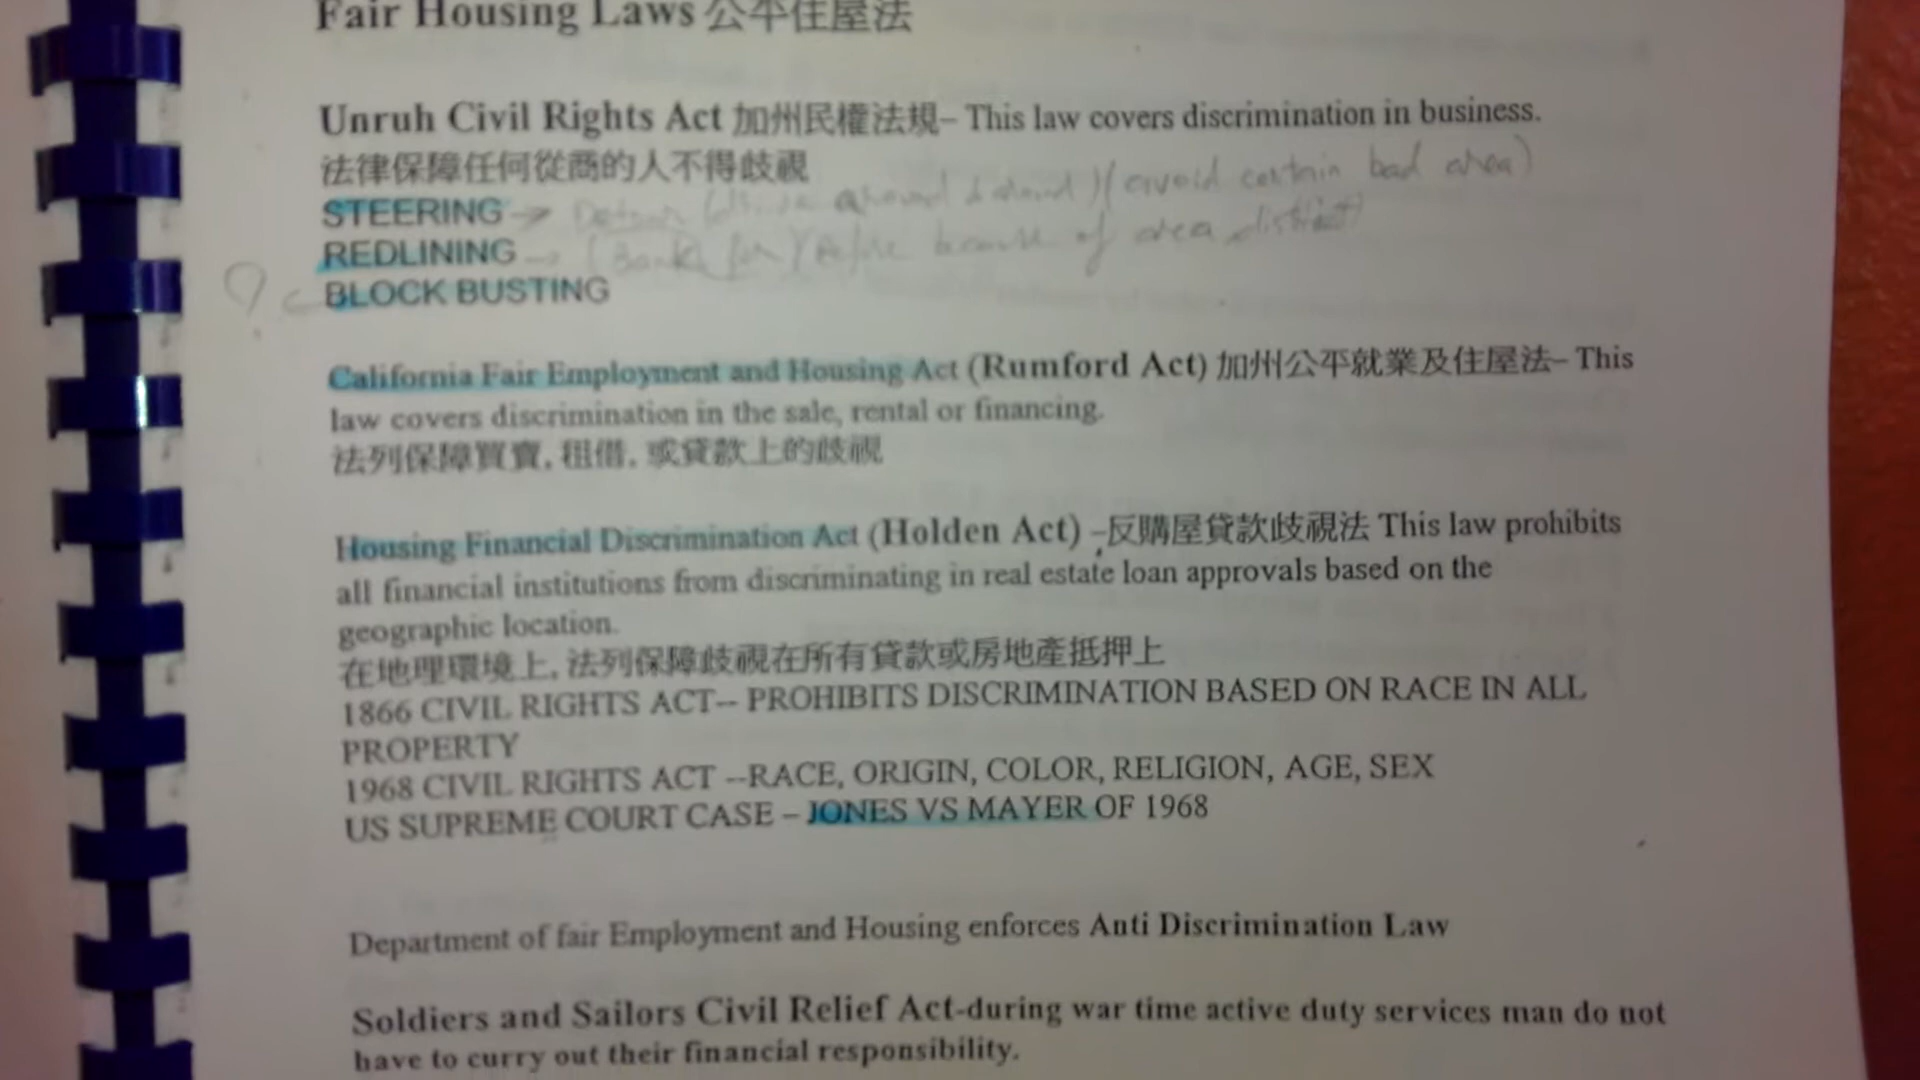 Fair Housing Laws 公平住屋法
Unruh Civil Rights Act 加州民權法規– This law covers discrimination in business.
法律保障任何從商的人不得歧視
STEERING → around (avoid certain bad area)
REDLINING → (Bank because of area district)
? BLOCK BUSTING
California Fair Employment and Housing Act (Rumford Act) 加州公平就業及住屋法– This
law covers discrimination in the sale, rental or financing.
法列保障買賣, 租借, 或貸款上的歧視
Housing Financial Discrimination Act (Holden Act) –反購屋貸款歧視法 This law prohibits
all financial institutions from discriminating in real estate loan approvals based on the
geographic location.
在地理環境上, 法列保障歧視在所有貸款或房地產抵押上
1866 CIVIL RIGHTS ACT-- PROHIBITS DISCRIMINATION BASED ON RACE IN ALL
PROPERTY
1968 CIVIL RIGHTS ACT --RACE, ORIGIN, COLOR, RELIGION, AGE, SEX
US SUPREME COURT CASE – JONES VS MAYER OF 1968
Department of fair Employment and Housing enforces Anti Discrimination Law
Soldiers and Sailors Civil Relief Act-during war time active duty services man do not
have to curry out their financial responsibility.